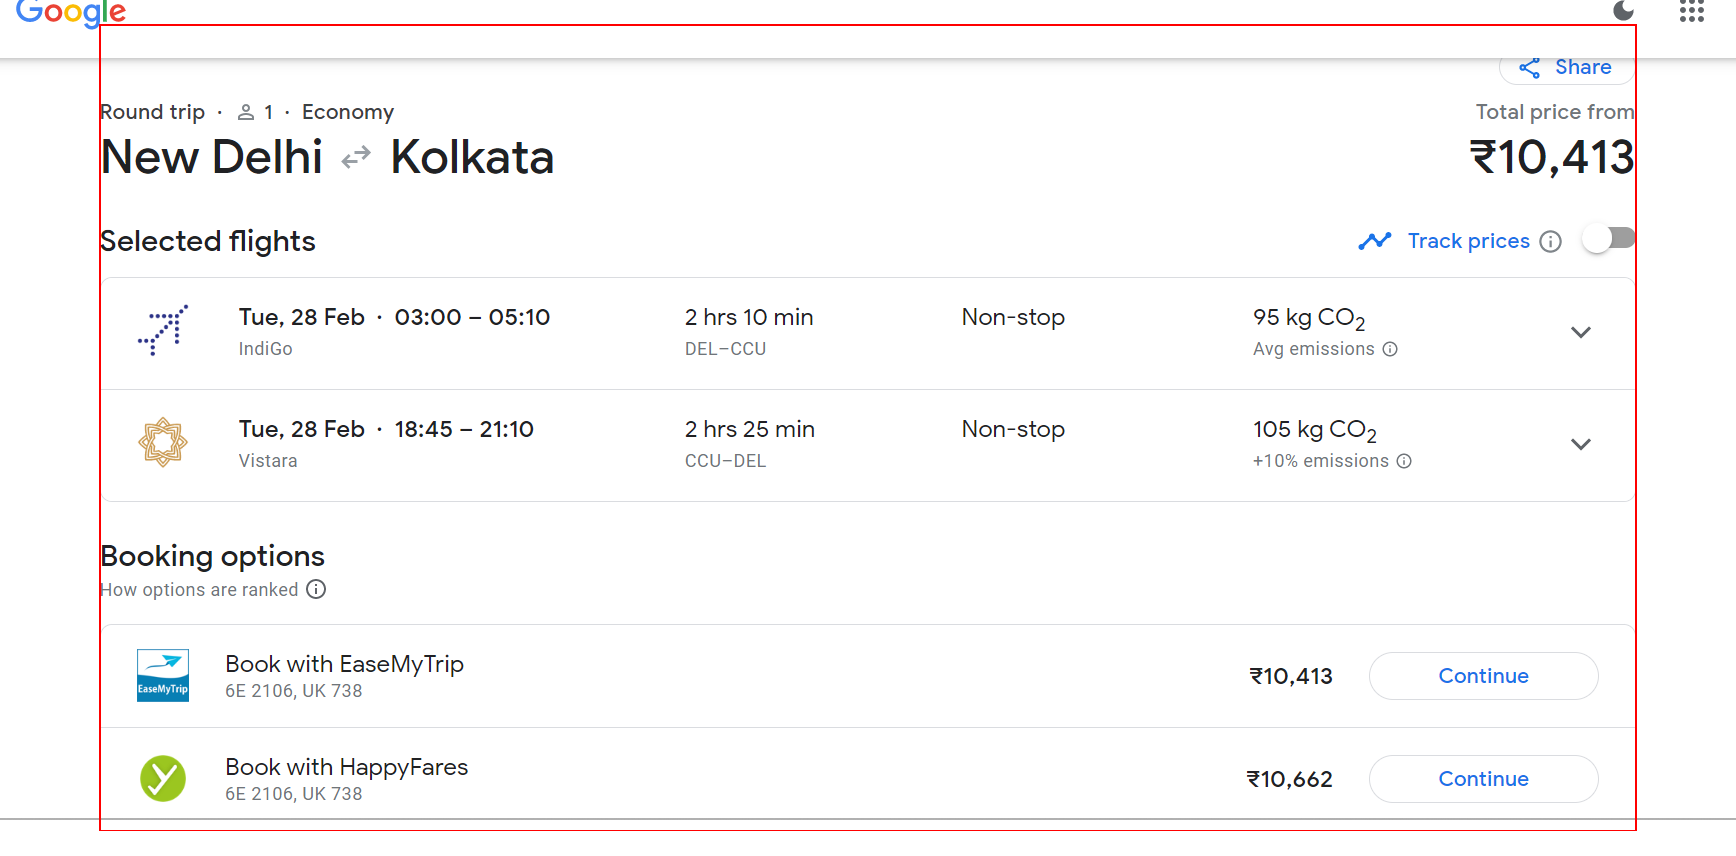 Google
Share
Round trip · 1 · Economy
Total price from
New Delhi Kolkata
₹10,413
Selected flights
Track prices
Tue, 28 Feb · 03:00 – 05:10
2 hrs 10 min
Non-stop
95 kg CO2
IndiGo
DEL–CCU
Avg emissions
Tue, 28 Feb · 18:45 – 21:10
2 hrs 25 min
Non-stop
105 kg CO2
Vistara
CCU–DEL
+10% emissions
Booking options
How options are ranked
EaseMyTrip
Book with EaseMyTrip
6E 2106, UK 738
₹10,413
Continue
Book with HappyFares
6E 2106, UK 738
₹10,662
Continue